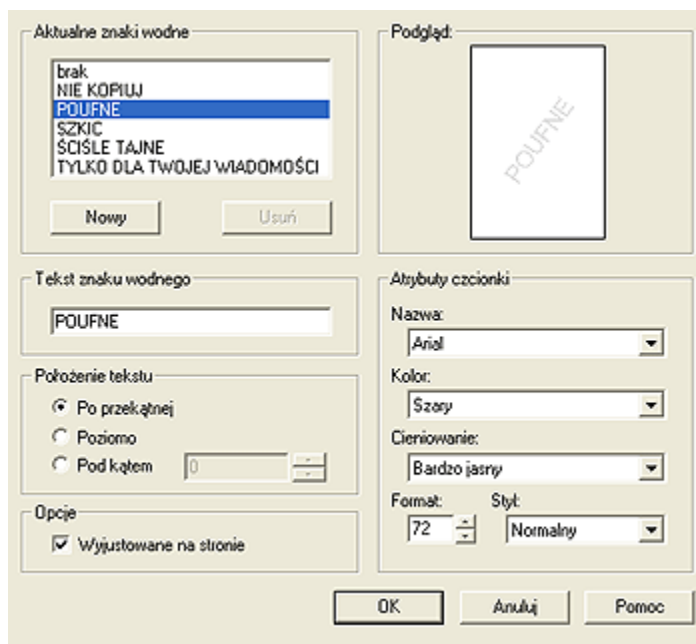 Aktualne znaki wodne
brak
NIE KOPIUJ
POUFNE
SZKIC
ŚCIŚLE TAJNE
TYLKO DLA TWOJEJ WIADOMOŚCI
Nowy
Usuń
Podgląd:
POUFNE
Tekst znaku wodnego
POUFNE
Położenie tekstu
Po przekątnej
Poziomo
Pod kątem 0
Opcje
Wyjustowane na stronie
Atrybuty czcionki
Nazwa:
Arial
Kolor:
Szary
Cieniowanie:
Bardzo jasny
Format: Styl:
72 Normalny
OK Anuluj Pomoc